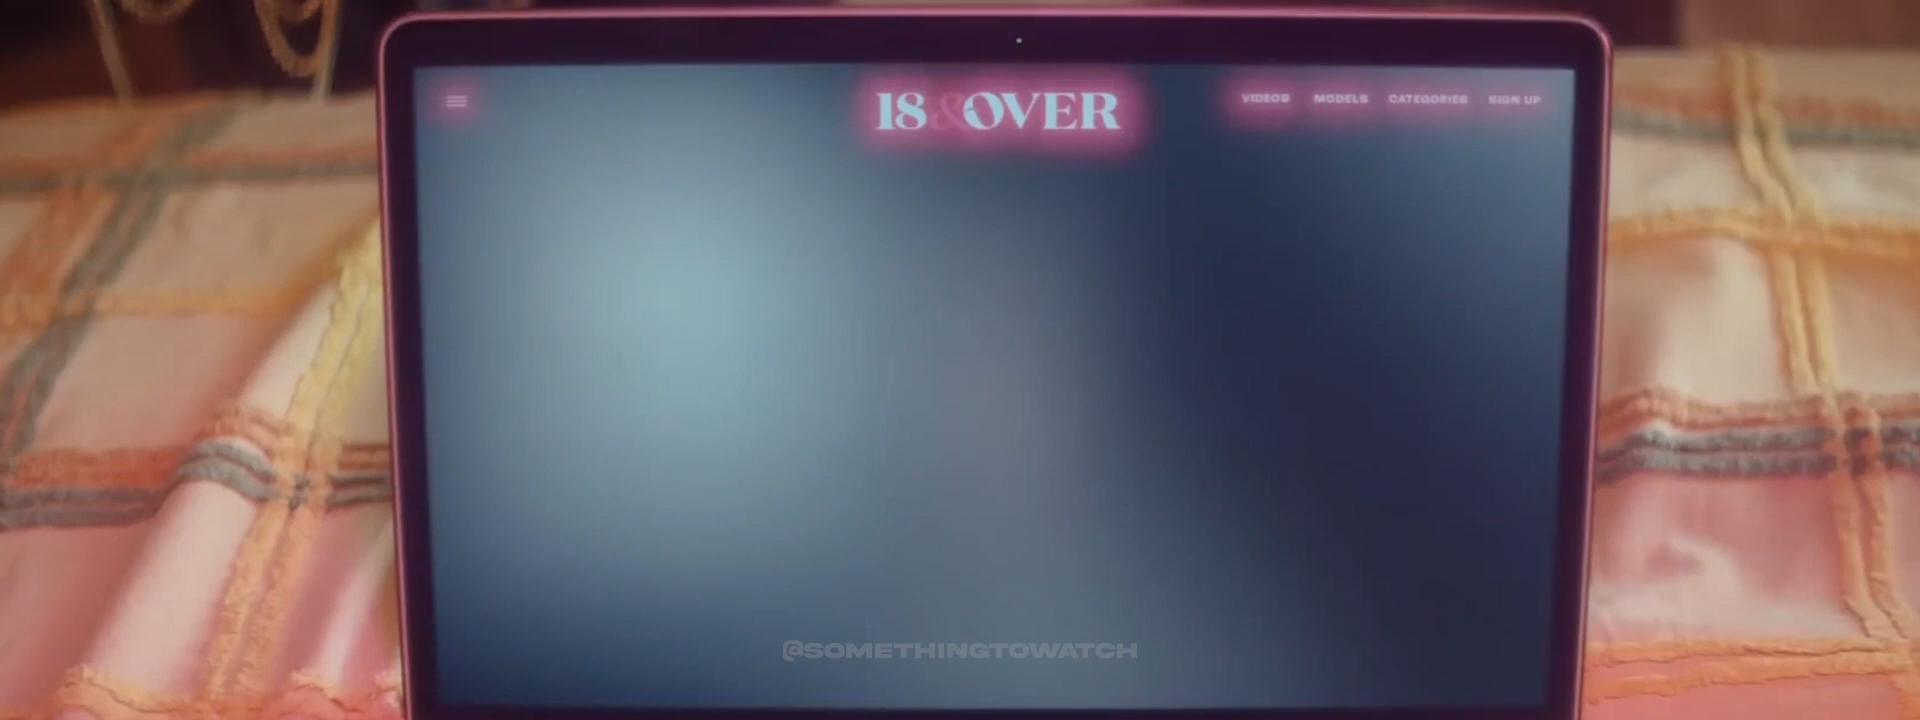 18 & OVER
VIDEOS MODELS CATEGORIES SIGN UP
@SOMETHINGTOWATCH